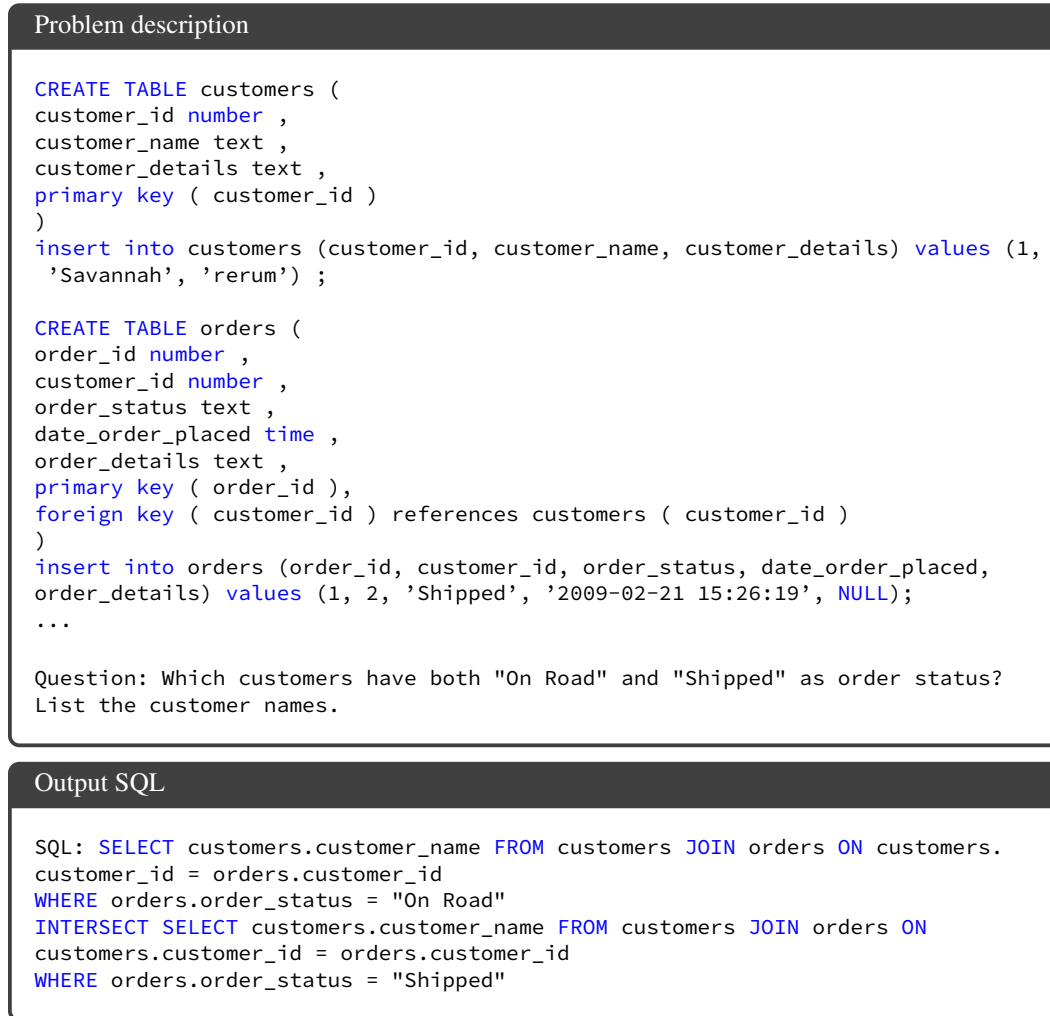 Problem description
CREATE TABLE customers (
customer_id number ,
customer_name text ,
customer_details text ,
primary key ( customer_id )
)
insert into customers (customer_id, customer_name, customer_details) values (1,
 ’Savannah’, ’rerum’) ;
CREATE TABLE orders (
order_id number ,
customer_id number ,
order_status text ,
date_order_placed time ,
order_details text ,
primary key ( order_id ),
foreign key ( customer_id ) references customers ( customer_id )
)
insert into orders (order_id, customer_id, order_status, date_order_placed,
order_details) values (1, 2, ’Shipped’, ’2009-02-21 15:26:19’, NULL);
...
Question: Which customers have both "On Road" and "Shipped" as order status?
List the customer names.
Output SQL
SQL: SELECT customers.customer_name FROM customers JOIN orders ON customers.
customer_id = orders.customer_id
WHERE orders.order_status = "On Road"
INTERSECT SELECT customers.customer_name FROM customers JOIN orders ON
customers.customer_id = orders.customer_id
WHERE orders.order_status = "Shipped"